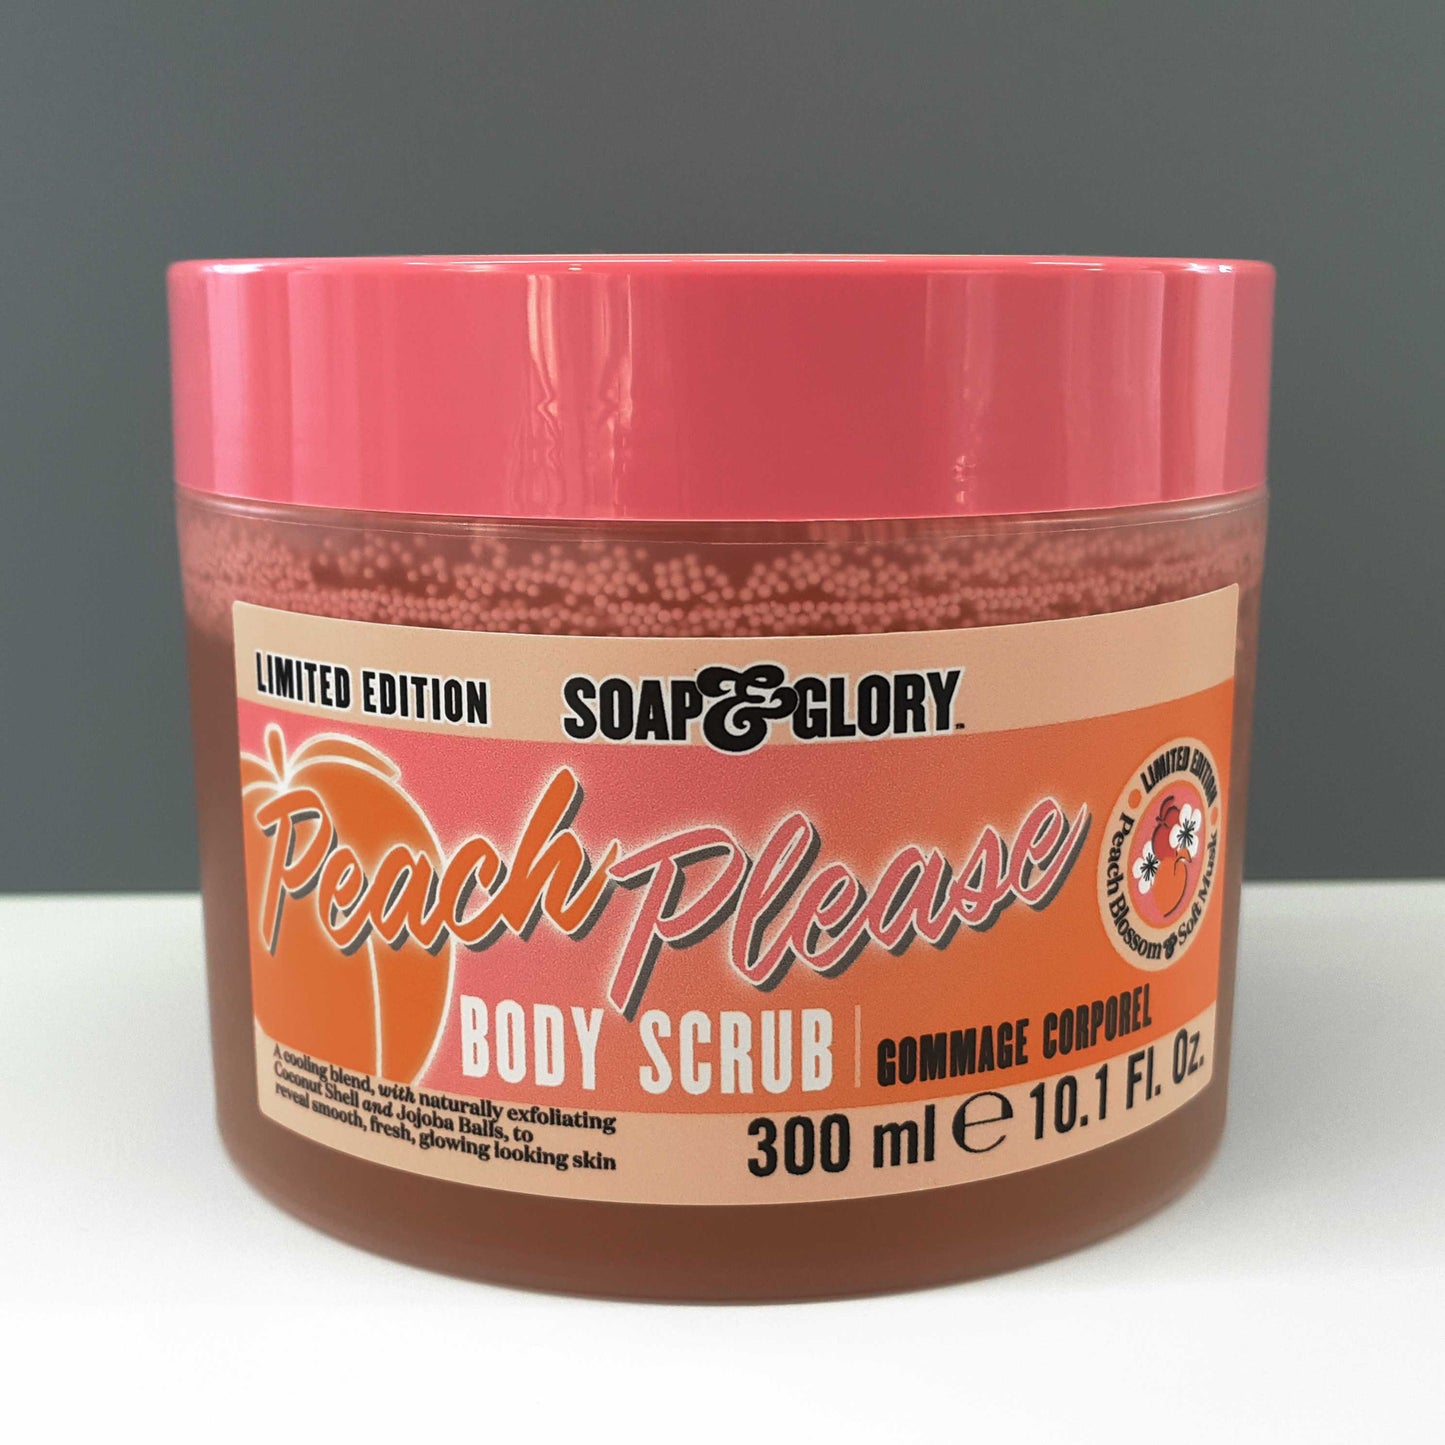 LIMITED EDITION
SOAP & GLORY™
Peach Please
LIMITED EDITION
Peach Blossom & Soft Musk
BODY SCRUB | GOMMAGE CORPOREL
A cooling blend, with naturally exfoliating
Coconut Shell and Jojoba Balls, to
reveal smooth, fresh, glowing looking skin
300 ml ℮ 10.1 Fl. Oz.